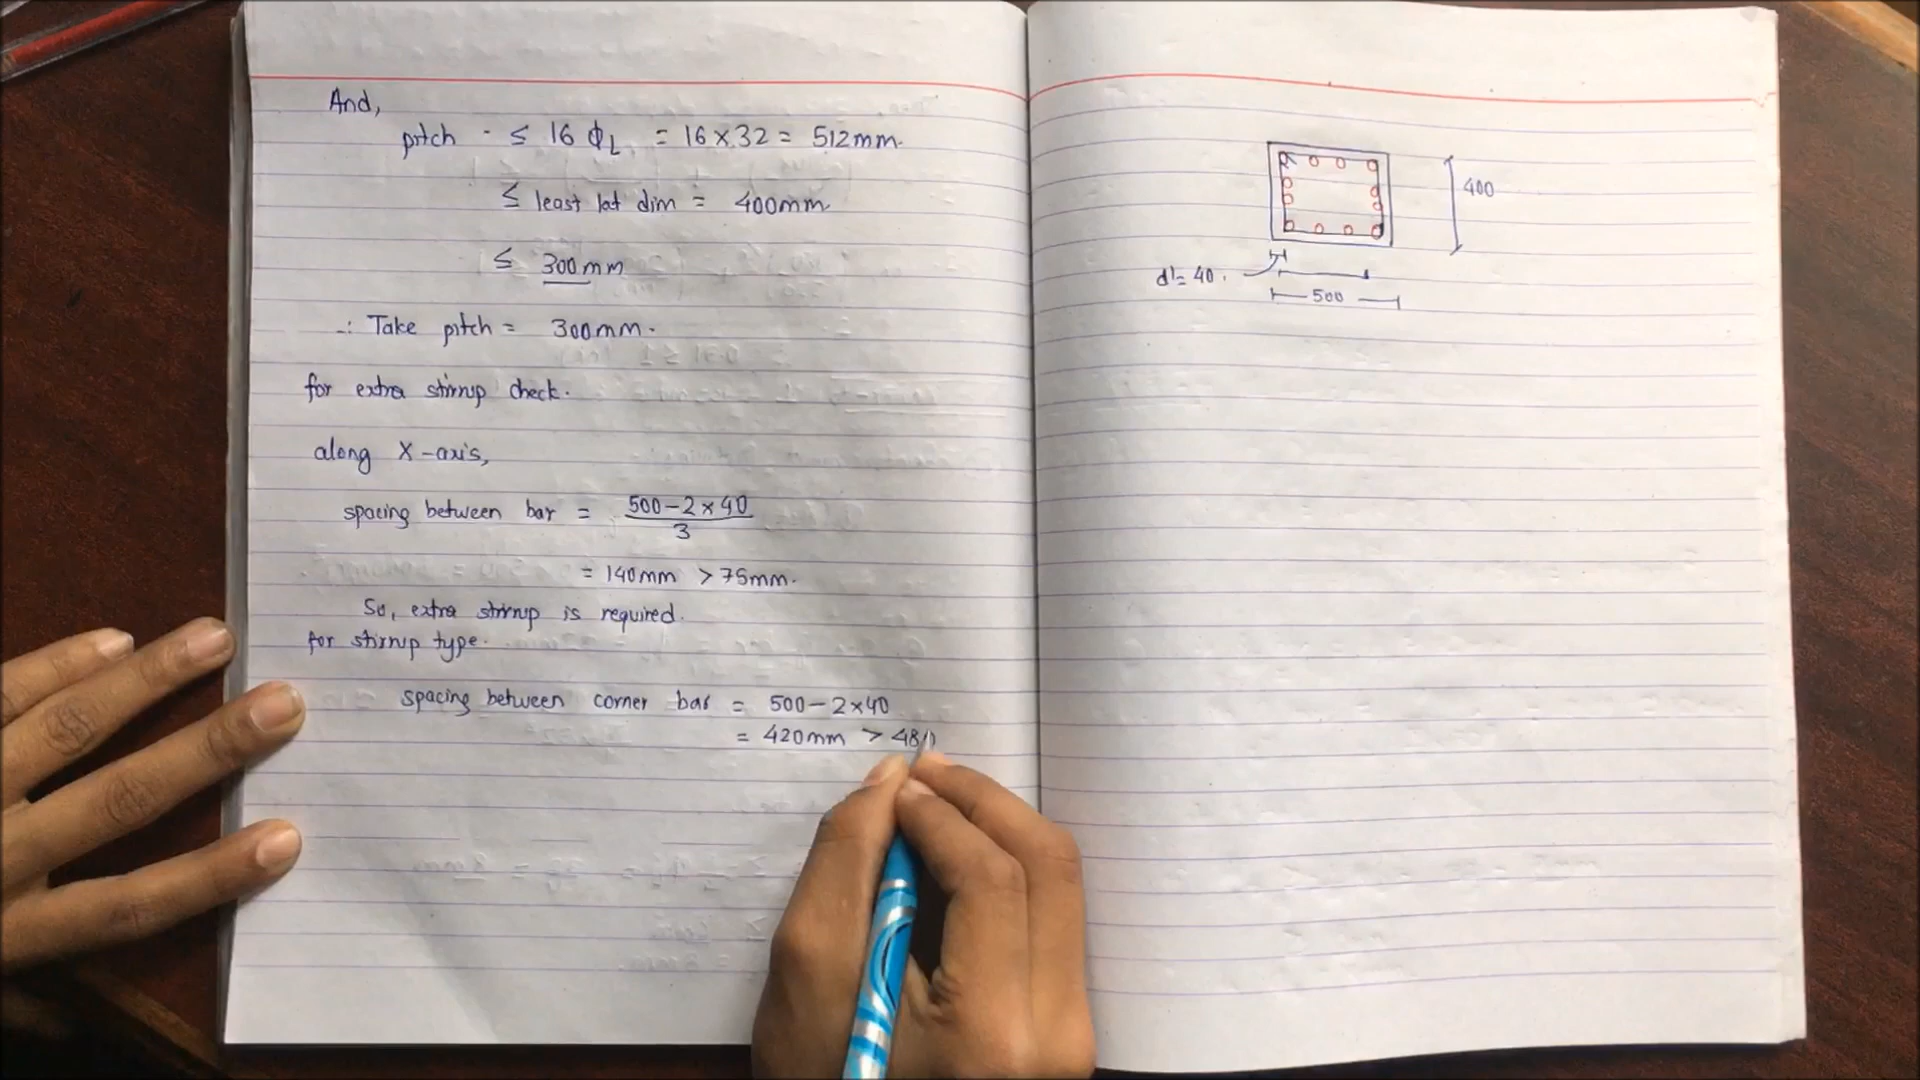 And,
pitch ≤ 16 ϕL = 16 × 32 = 512mm.
≤ least lat dim = 400mm.
≤ 300mm
∴ Take pitch = 300mm.
for extra stirrup check.
along X-axis,
spacing between bar = 500-2×40
3
= 140mm > 75mm.
So, extra stirrup is required.
for stirrup type.
spacing between corner bar = 500-2×40
= 420mm > 480
400
d'=40.
500